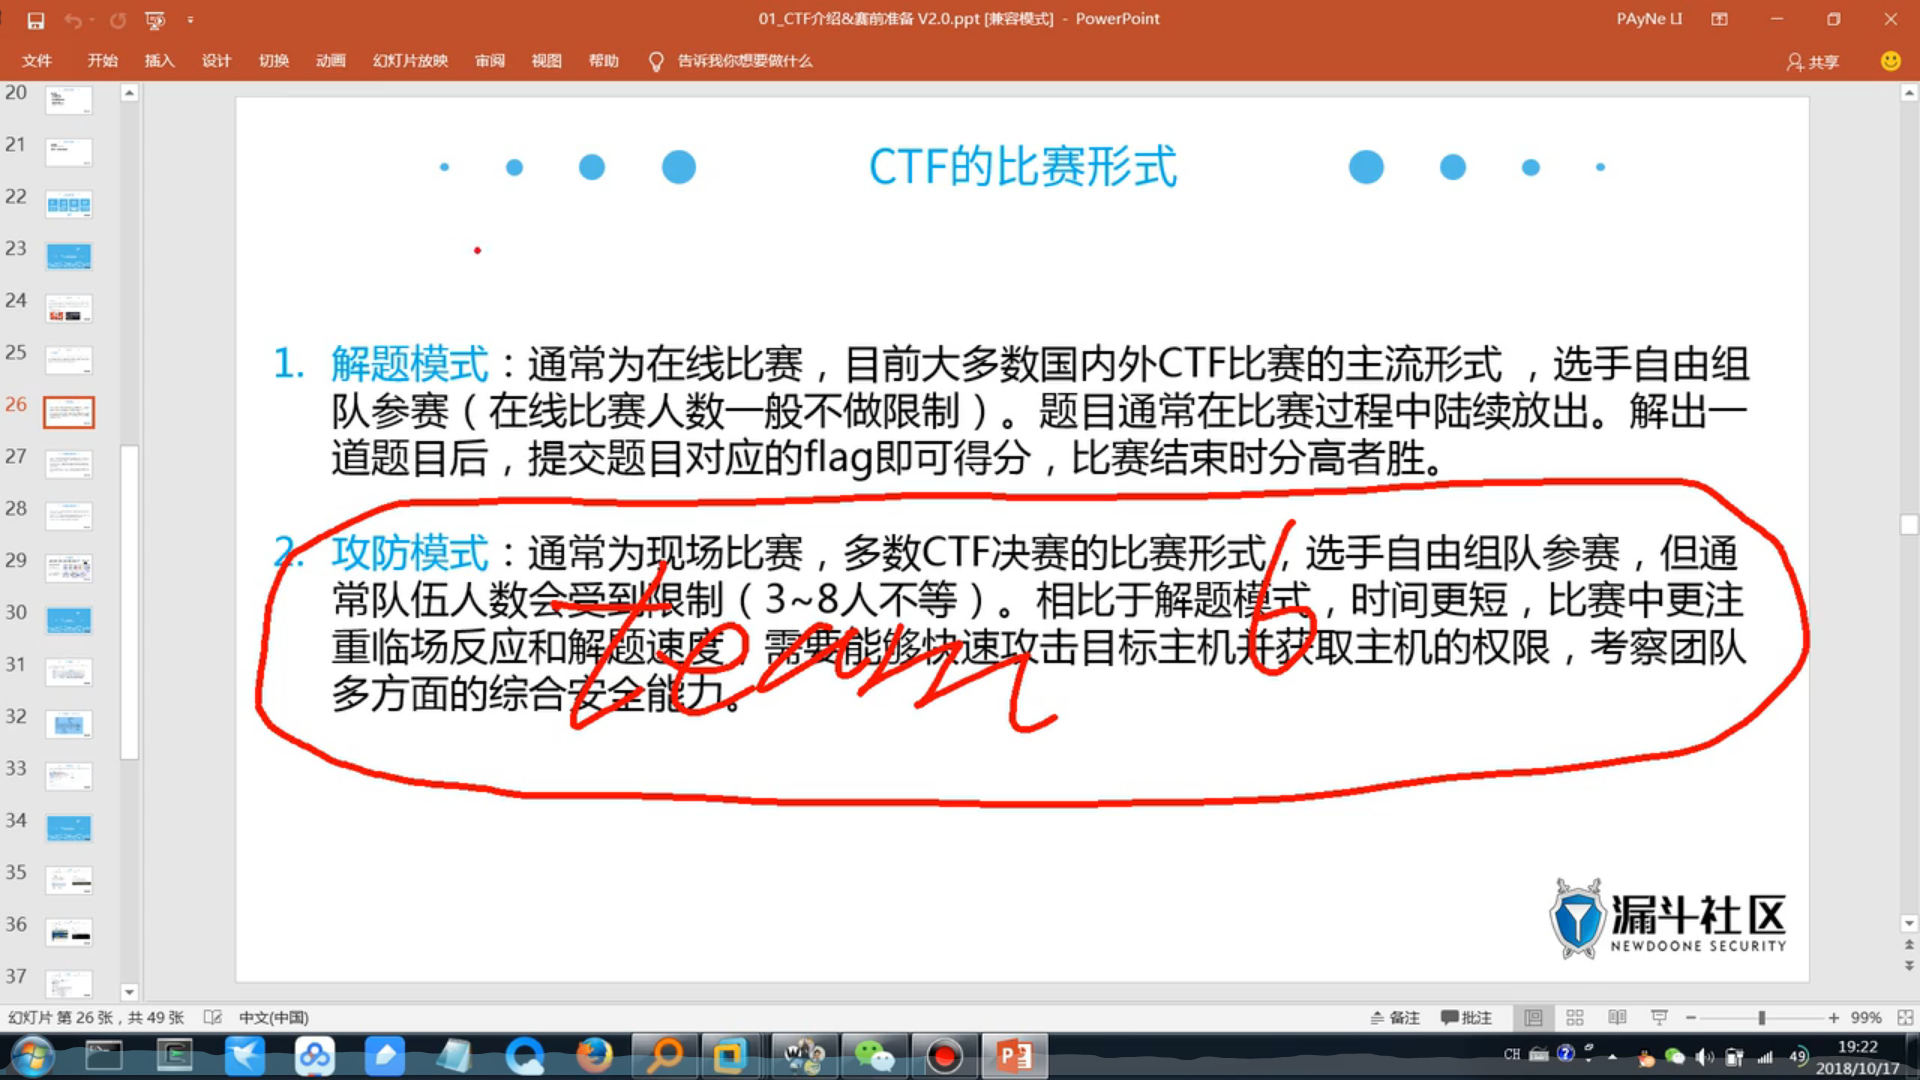 01_CTF介绍&赛前准备 V2.0.ppt [兼容模式] - PowerPoint
PAyNe LI
文件 开始 插入 设计 切换 动画 幻灯片放映 审阅 视图 帮助 告诉我你想要做什么
共享
20
21
22
23
24
25
26
27
28
29
30
31
32
33
34
35
36
37
CTF的比赛形式
1. 解题模式：通常为在线比赛，目前大多数国内外CTF比赛的主流形式 ，选手自由组
队参赛（在线比赛人数一般不做限制）。题目通常在比赛过程中陆续放出。解出一
道题目后，提交题目对应的flag即可得分，比赛结束时分高者胜。
2. 攻防模式：通常为现场比赛，多数CTF决赛的比赛形式，选手自由组队参赛，但通
常队伍人数会受到限制（3~8人不等）。相比于解题模式，时间更短，比赛中更注
重临场反应和解题速度，需要能够快速攻击目标主机并获取主机的权限，考察团队
多方面的综合安全能力。
team
6
漏斗社区
NEWDOONE SECURITY
幻灯片 第 26 张，共 49 张 中文(中国)
备注 批注 99%
CH 49 19:22
2018/10/17